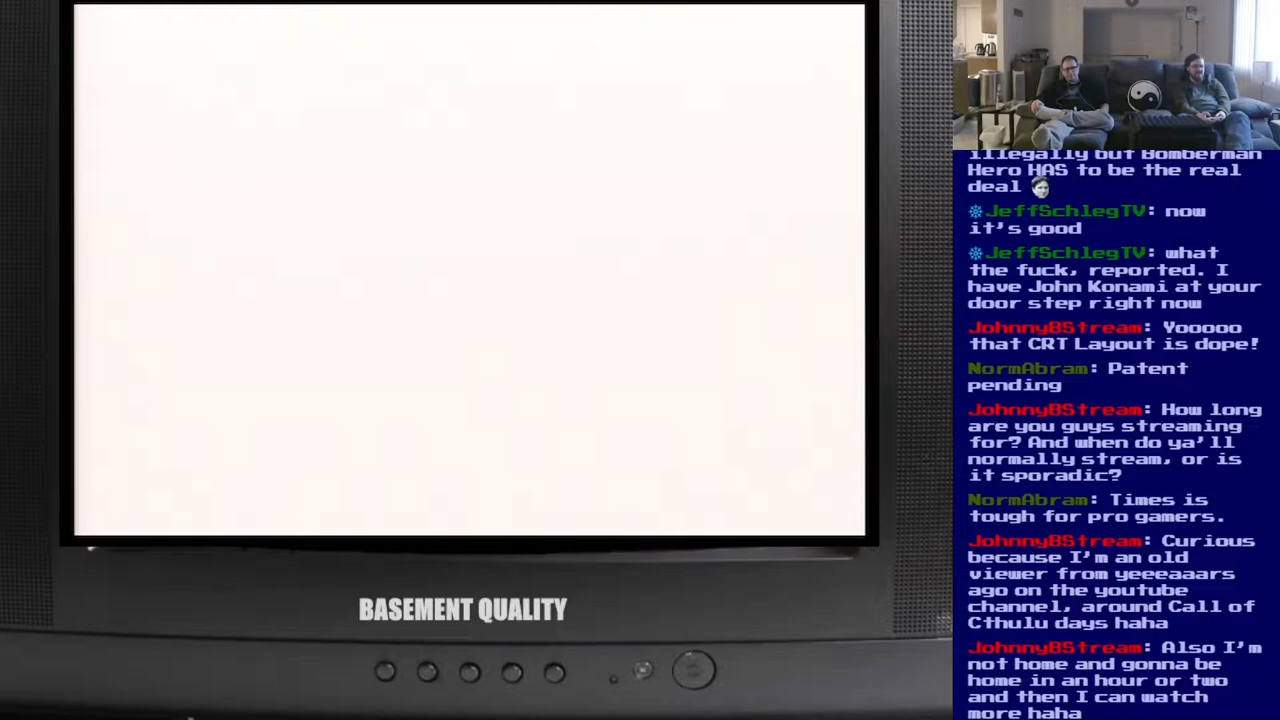 illegally but Bomberman
Hero HAS to be the real
deal
JeffSchlegTV: now
it's good
JeffSchlegTV: what
the fuck, reported. I
have John Konami at your
door step right now
JohnnyBStream: Yooooo
that CRT Layout is dope!
NormAbram: Patent
pending
JohnnyBStream: How long
are you guys streaming
for? And when do ya'll
normally stream, or is
it sporadic?
NormAbram: Times is
tough for pro gamers.
JohnnyBStream: Curious
because I'm an old
viewer from yeeeaaars
ago on the youtube
channel, around Call of
Cthulu days haha
JohnnyBStream: Also I'm
not home and gonna be
home in an hour or two
and then I can watch
more haha
BASEMENT QUALITY